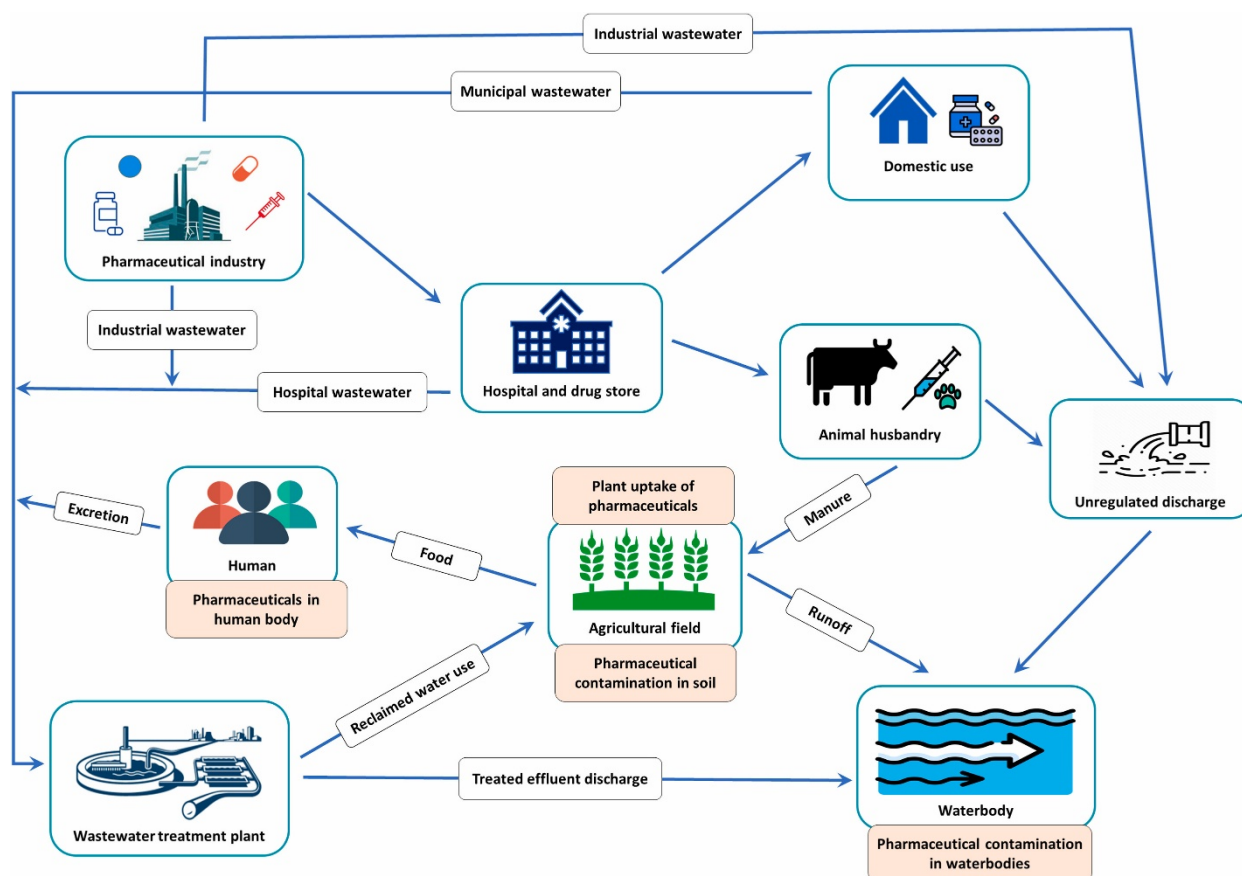 Industrial wastewater
Municipal wastewater
Domestic use
Pharmaceutical industry
Industrial wastewater
Hospital wastewater
Hospital and drug store
Animal husbandry
Unregulated discharge
Plant uptake of
pharmaceuticals
Manure
Excretion
Human
Food
Pharmaceuticals in
human body
Agricultural field
Runoff
Pharmaceutical
contamination in soil
Reclaimed water use
Wastewater treatment plant
Treated effluent discharge
Waterbody
Pharmaceutical contamination
in waterbodies